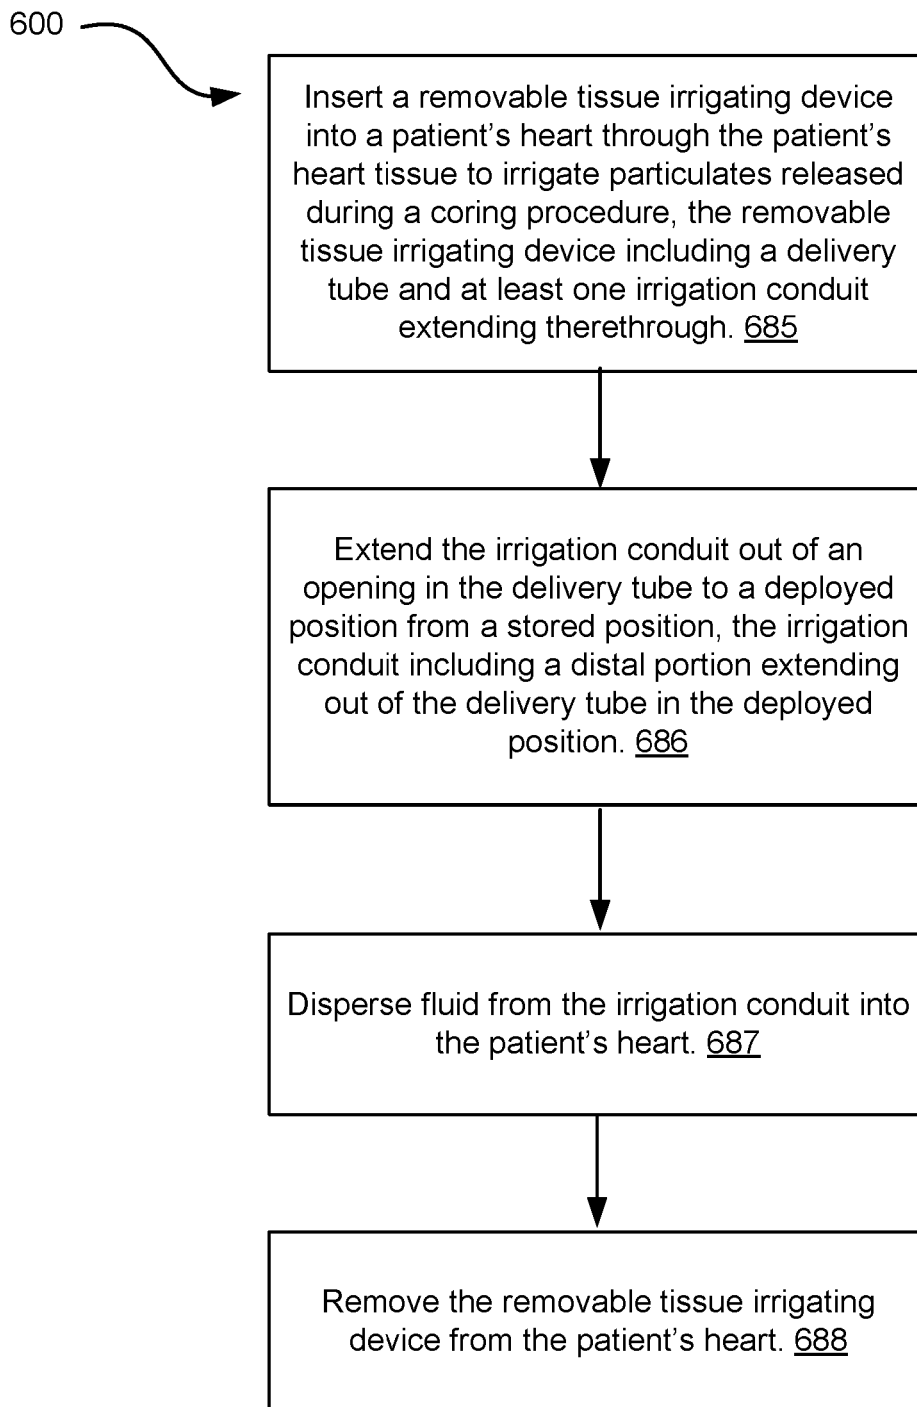 600
Insert a removable tissue irrigating device
into a patient’s heart through the patient’s
heart tissue to irrigate particulates released
during a coring procedure, the removable
tissue irrigating device including a delivery
tube and at least one irrigation conduit
extending therethrough. 685
Extend the irrigation conduit out of an
opening in the delivery tube to a deployed
position from a stored position, the irrigation
conduit including a distal portion extending
out of the delivery tube in the deployed
position. 686
Disperse fluid from the irrigation conduit into
the patient’s heart. 687
Remove the removable tissue irrigating
device from the patient’s heart. 688